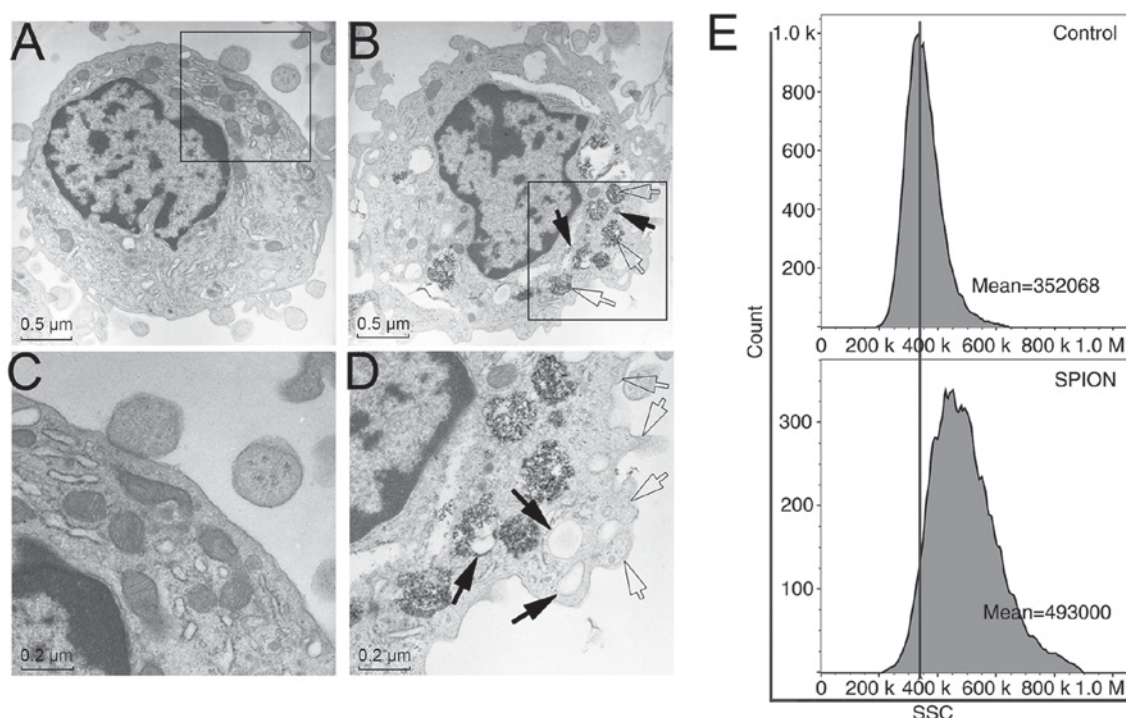 A
0.5 µm
B
0.5 µm
C
0.2 µm
D
0.2 µm
E
Count
1.0 k
800
600
400
200
Control
Mean=352068
0 200 k 400 k 600 k 800 k 1.0 M
300
200
100
SPION
Mean=493000
0 200 k 400 k 600 k 800 k 1.0 M
SSC